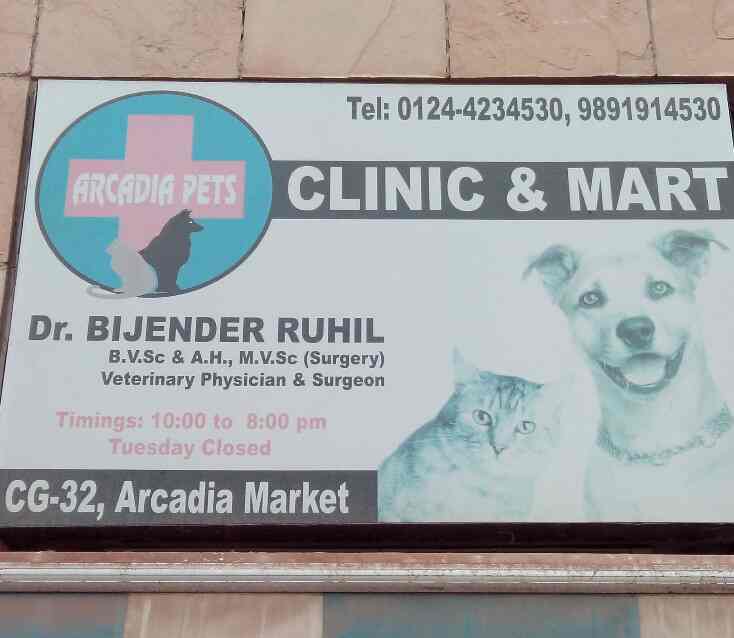 Tel: 0124-4234530, 9891914530
ARCADIA PETS
CLINIC & MART
Dr. BIJENDER RUHIL
B.V.Sc & A.H., M.V.Sc (Surgery)
Veterinary Physician & Surgeon
Timings: 10:00 to 8:00 pm
Tuesday Closed
CG-32, Arcadia Market